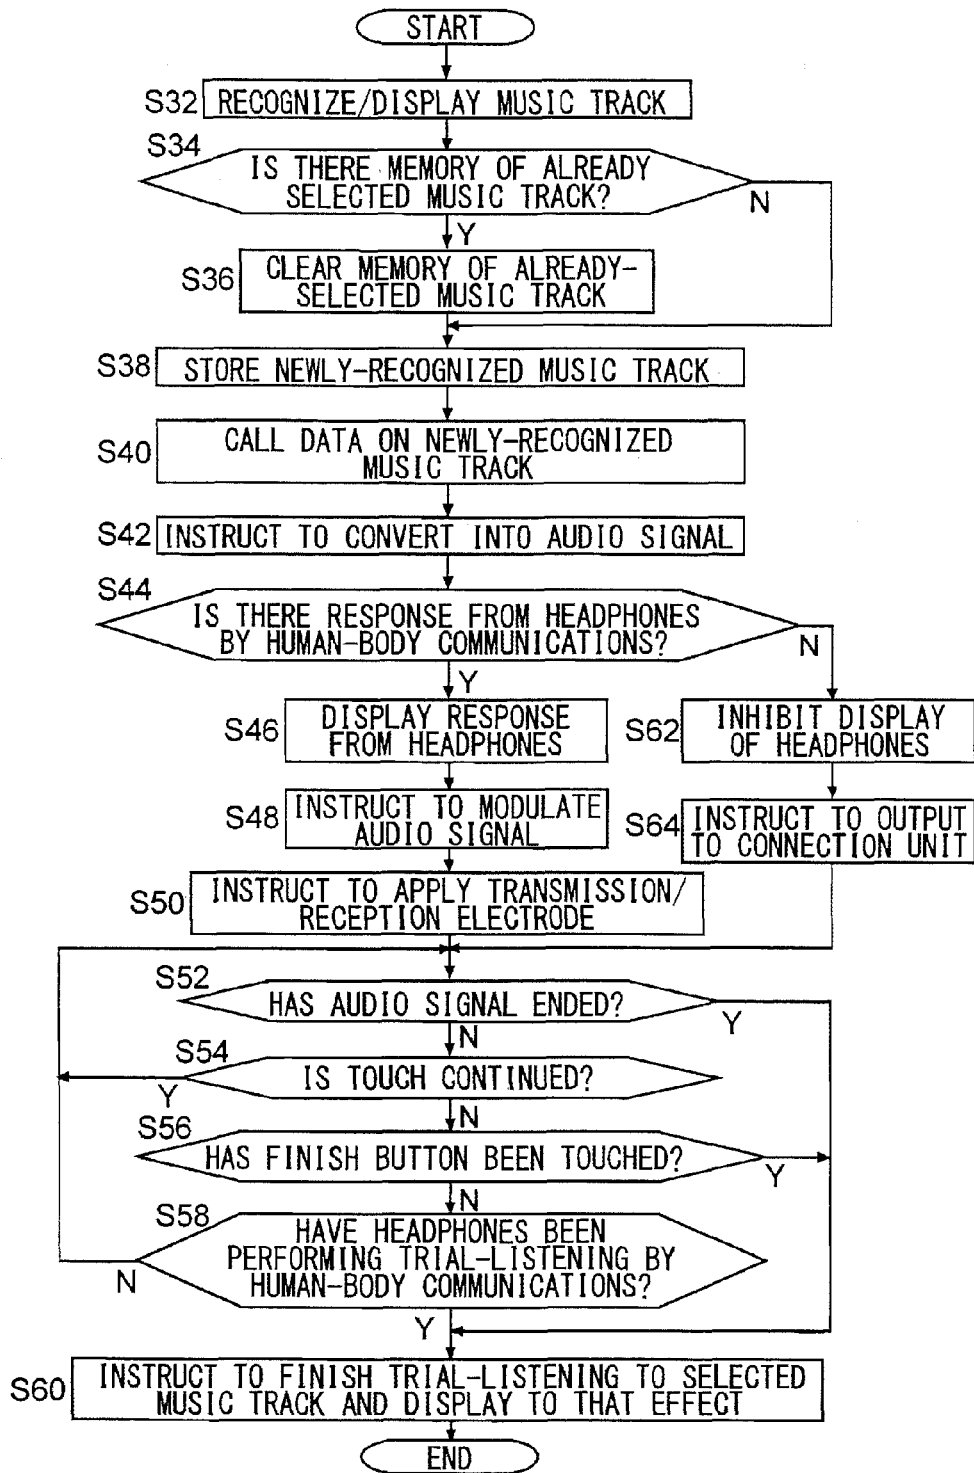 START
S32
RECOGNIZE/DISPLAY MUSIC TRACK
S34
IS THERE MEMORY OF ALREADY
SELECTED MUSIC TRACK?
N
Y
S36
CLEAR MEMORY OF ALREADY-
SELECTED MUSIC TRACK
S38
STORE NEWLY-RECOGNIZED MUSIC TRACK
S40
CALL DATA ON NEWLY-RECOGNIZED
MUSIC TRACK
S42
INSTRUCT TO CONVERT INTO AUDIO SIGNAL
S44
IS THERE RESPONSE FROM HEADPHONES
BY HUMAN-BODY COMMUNICATIONS?
N
Y
S46
DISPLAY RESPONSE
FROM HEADPHONES
S62
INHIBIT DISPLAY
OF HEADPHONES
S48
INSTRUCT TO MODULATE
AUDIO SIGNAL
S64
INSTRUCT TO OUTPUT
TO CONNECTION UNIT
S50
INSTRUCT TO APPLY TRANSMISSION/
RECEPTION ELECTRODE
S52
HAS AUDIO SIGNAL ENDED?
Y
N
S54
IS TOUCH CONTINUED?
Y
N
S56
HAS FINISH BUTTON BEEN TOUCHED?
Y
N
S58
HAVE HEADPHONES BEEN
PERFORMING TRIAL-LISTENING BY
HUMAN-BODY COMMUNICATIONS?
N
Y
S60
INSTRUCT TO FINISH TRIAL-LISTENING TO SELECTED
MUSIC TRACK AND DISPLAY TO THAT EFFECT
END